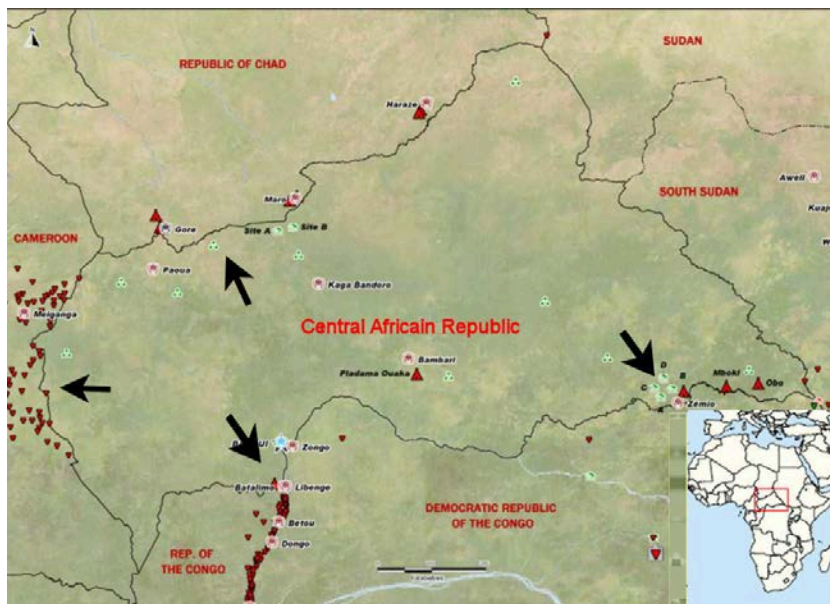 SUDAN
REPUBLIC OF CHAD
Haraze
Awell
SOUTH SUDAN
Kuap
Maro
Gore
Site A
Site B
CAMEROON
Paoua
Kaga Bandoro
Meiganga
Central Africain Republic
Bambari
Pladama Ouaka
D
C
B
A
Mboki
Obo
Zemio
Zongo
Batalimo
Libenge
Betou
Dongo
DEMOCRATIC REPUBLIC
OF THE CONGO
REP. OF
THE CONGO